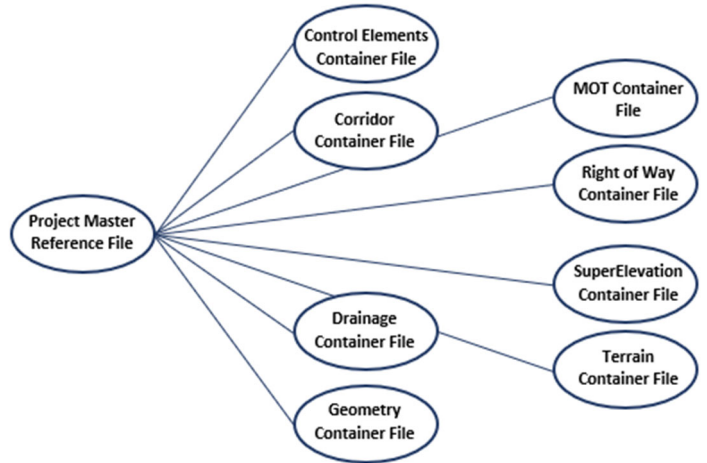 Control Elements
Container File
MOT Container
File
Corridor
Container File
Right of Way
Container File
Project Master
Reference File
SuperElevation
Container File
Drainage
Container File
Terrain
Container File
Geometry
Container File